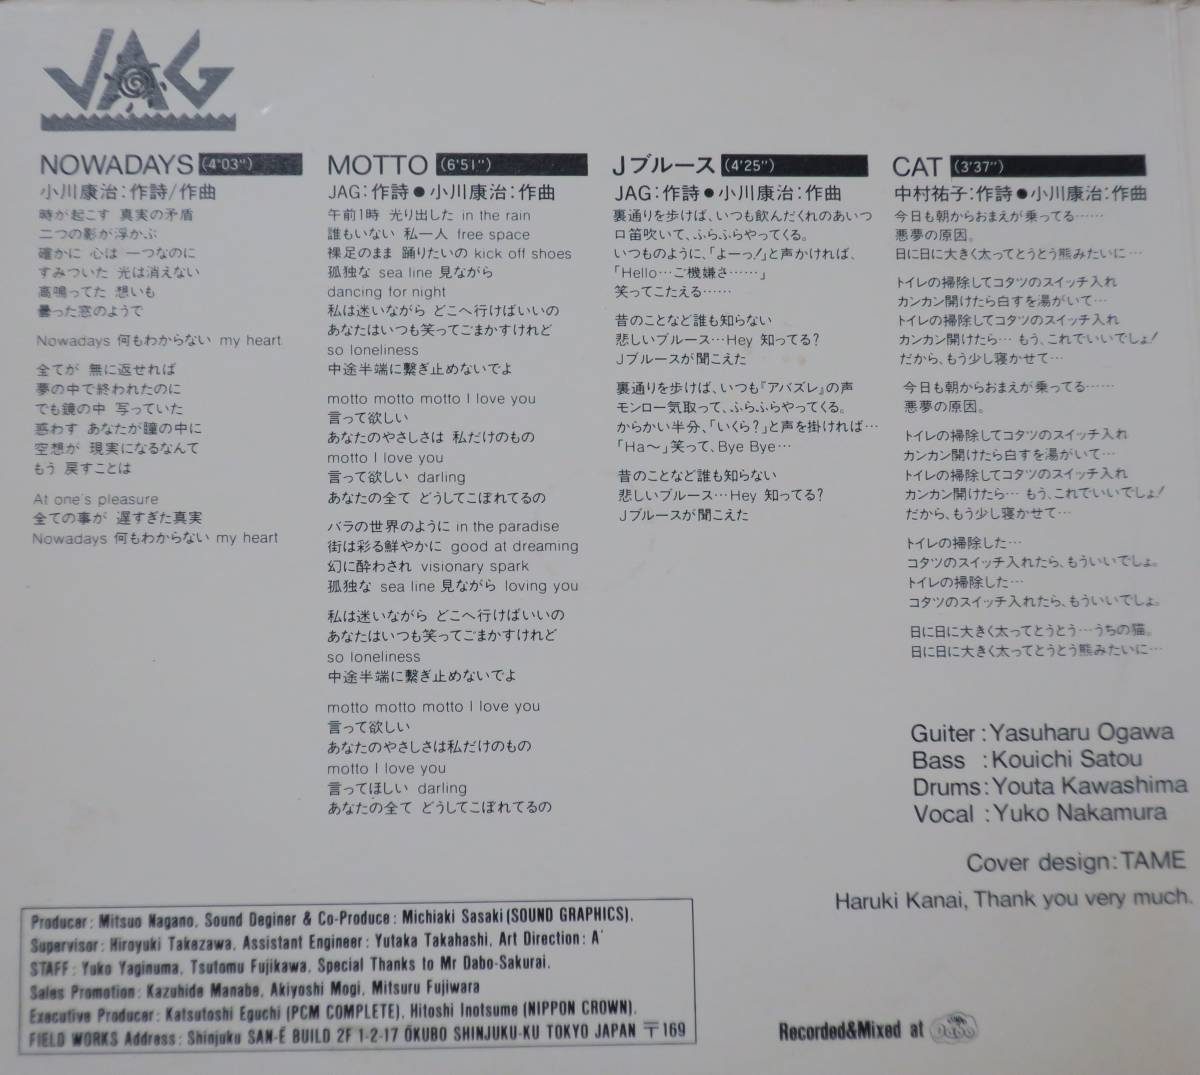 JAG
NOWADAYS (4'03")
小川康治:作詩/作曲
時が起こす 真実の矛盾
二つの影が浮かぶ
確かに 心は 一つなのに
すみついた 光は消えない
高鳴ってた 想いも
曇った窓のようで
Nowadays 何もわからない my heart
全てが 無に返せれば
夢の中で終われたのに
でも鏡の中 写っていた
惑わす あなたが瞳の中に
空想が 現実になるなんて
もう 戻すことは
At one's pleasure
全ての事が 遅すぎた真実
Nowadays 何もわからない my heart
MOTTO (6'51")
JAG:作詩●小川康治:作曲
午前1時 光り出した in the rain
誰もいない 私一人 free space
裸足のまま 踊りたいの kick off shoes
孤独な sea line 見ながら
dancing for night
私は迷いながら どこへ行けばいいの
あなたはいつも笑ってごまかすけれど
so loneliness
中途半端に繋ぎ止めないでよ
motto motto motto I love you
言って欲しい
あなたのやさしさは 私だけのもの
motto I love you
言って欲しい darling
あなたの全て どうしてこぼれてるの
バラの世界のように in the paradise
街は彩る鮮やかに good at dreaming
幻に酔わされ visionary spark
孤独な sea line 見ながら loving you
私は迷いながら どこへ行けばいいの
あなたはいつも笑ってごまかすけれど
so loneliness
中途半端に繋ぎ止めないでよ
motto motto motto I love you
言って欲しい
あなたのやさしさは私だけのもの
motto I love you
言ってほしい darling
あなたの全て どうしてこぼれてるの
Jブルース (4'25")
JAG:作詩●小川康治:作曲
裏通りを歩けば、いつも飲んだくれのあいつ
口笛吹いて、ふらふらやってくる。
いつものように、「よーっ!」と声かければ、
「Hello…ご機嫌さ……」
笑ってこたえる……
昔のことなど誰も知らない
悲しいブルース…Hey 知ってる?
Jブルースが聞こえた
裏通りを歩けば、いつも『アバズレ』の声
モンロー気取って、ふらふらやってくる。
からかい半分、「いくら?」と声を掛ければ…
「Ha〜」笑って、Bye Bye…
昔のことなど誰も知らない
悲しいブルース…Hey 知ってる?
Jブルースが聞こえた
CAT (3'37")
中村祐子:作詩●小川康治:作曲
今日も朝からおまえが乗ってる……
悪夢の原因。
日に日に大きく太ってとうとう熊みたいに…
トイレの掃除してコタツのスイッチ入れ
カンカン開けたら白すを湯がいて…
トイレの掃除してコタツのスイッチ入れ
カンカン開けたら… もう、これでいいでしょ!
だから、もう少し寝かせて…
今日も朝からおまえが乗ってる……
悪夢の原因。
トイレの掃除してコタツのスイッチ入れ
カンカン開けたら白すを湯がいて…
トイレの掃除してコタツのスイッチ入れ
カンカン開けたら… もう、これでいいでしょ!
だから、もう少し寝かせて…
トイレの掃除した…
コタツのスイッチ入れたら、もういいでしょ。
トイレの掃除した…
コタツのスイッチ入れたら、もういいでしょ。
日に日に大きく太ってとうとう…うちの猫。
日に日に大きく太ってとうとう熊みたいに…
Guiter:Yasuharu Ogawa
Bass :Kouichi Satou
Drums:Youta Kawashima
Vocal :Yuko Nakamura
Cover design:TAME
Haruki Kanai, Thank you very much.
Producer: Mitsuo Nagano, Sound Deginer & Co-Produce: Michiaki Sasaki(SOUND GRAPHICS),
Supervisor: Hiroyuki Takezawa, Assistant Engineer: Yutaka Takahashi, Art Direction: A'
STAFF: Yuko Yaginuma, Tsutomu Fujikawa, Special Thanks to Mr Dabo-Sakurai.
Sales Promotion: Kazuhide Manabe, Akiyoshi Mogi, Mitsuru Fujiwara
Executive Producer: Katsutoshi Eguchi (PCM COMPLETE), Hitoshi Inotsume (NIPPON CROWN).
FIELD WORKS Address: Shinjuku SAN-E BUILD 2F 1-2-17 OKUBO SHINJUKU-KU TOKYO JAPAN 〒169
Recorded&Mixed at